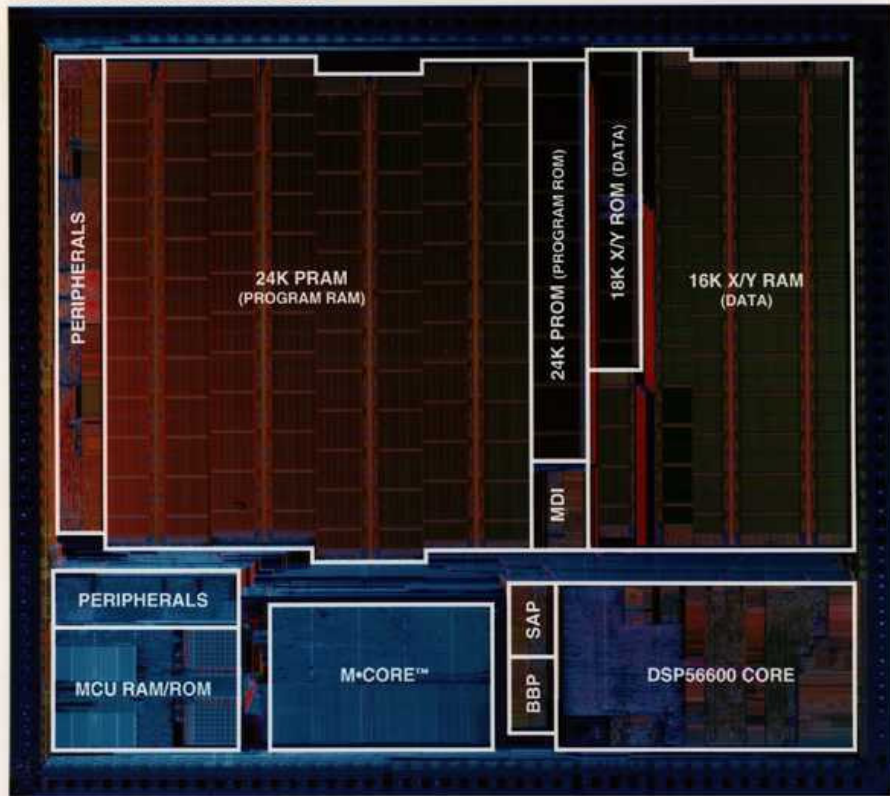 PERIPHERALS
24K PRAM
(PROGRAM RAM)
24K PROM (PROGRAM ROM)
18K X/Y ROM (DATA)
16K X/Y RAM
(DATA)
MDI
PERIPHERALS
MCU RAM/ROM
M•CORE™
SAP
BBP
DSP56600 CORE